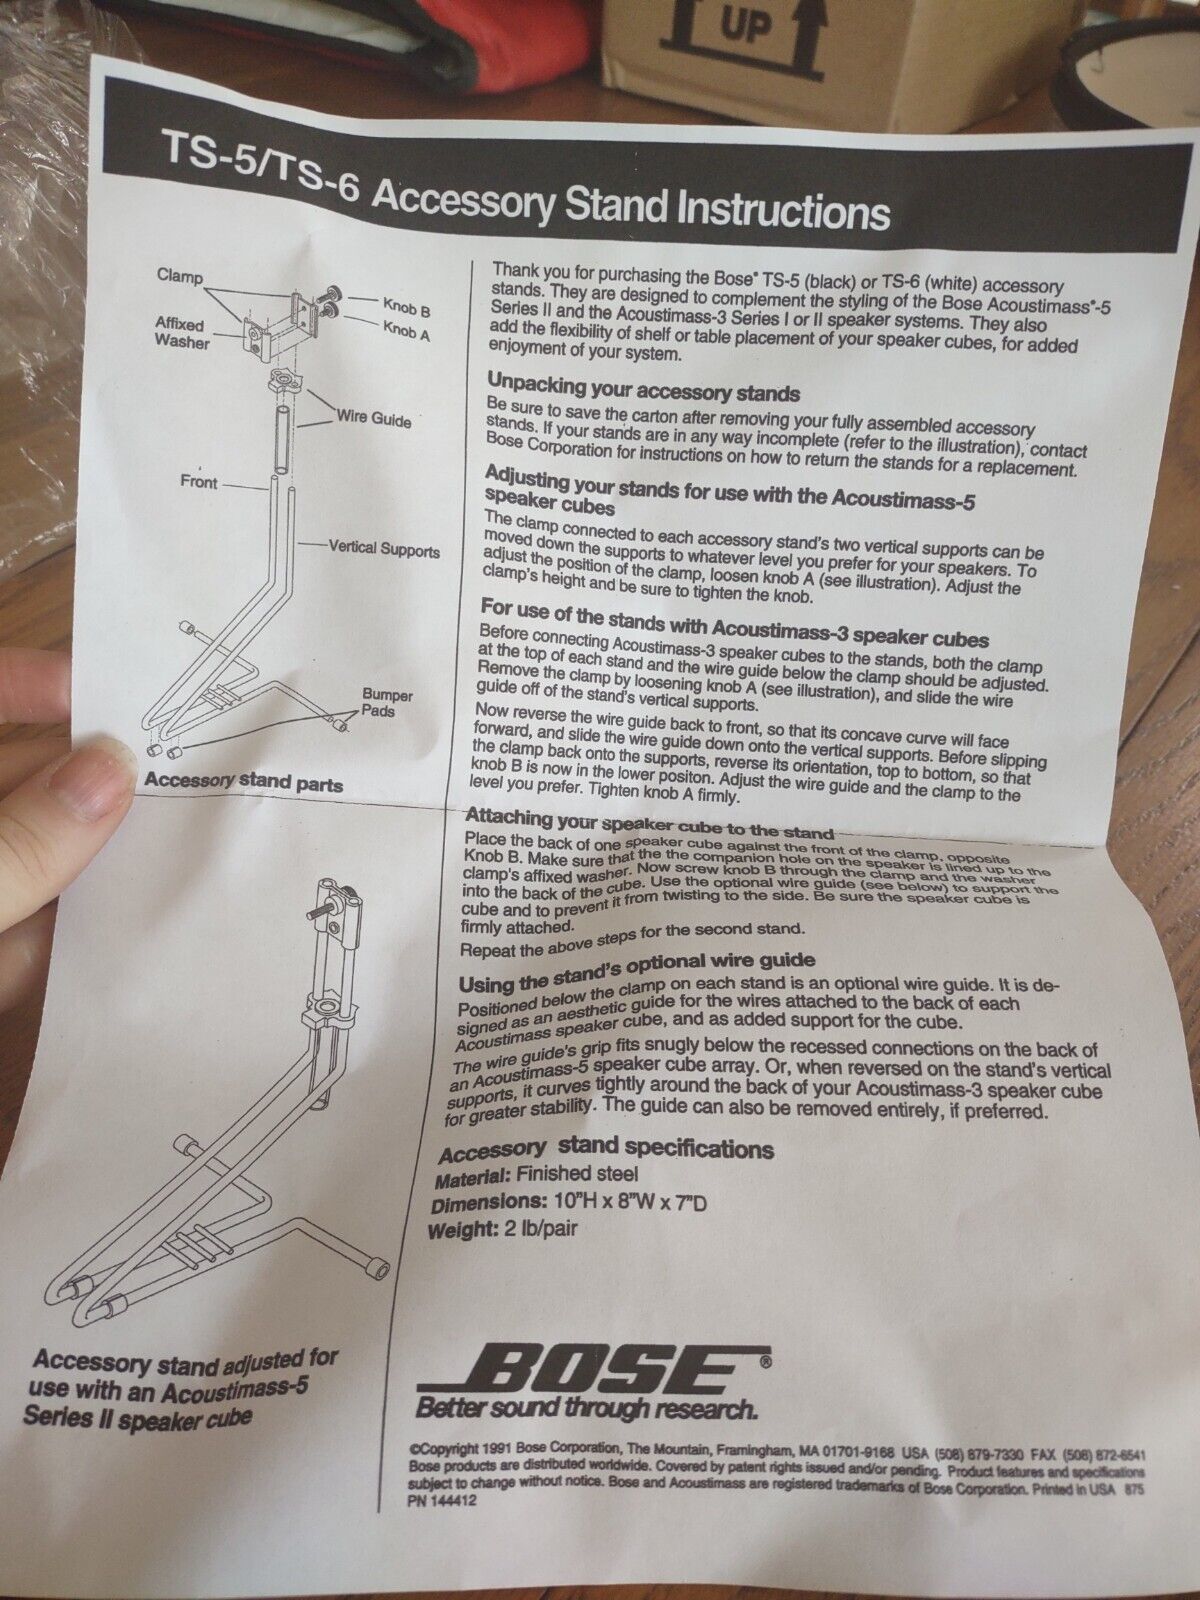 UP
TS-5/TS-6 Accessory Stand Instructions
Clamp
Knob B
Knob A
Affixed
Washer
Wire Guide
Front
Vertical Supports
Bumper
Pads
Accessory stand parts
Accessory stand adjusted for
use with an Acoustimass-5
Series II speaker cube
Thank you for purchasing the Bose® TS-5 (black) or TS-6 (white) accessory
stands. They are designed to complement the styling of the Bose Acoustimass®-5
Series II and the Acoustimass-3 Series I or II speaker systems. They also
add the flexibility of shelf or table placement of your speaker cubes, for added
enjoyment of your system.
Unpacking your accessory stands
Be sure to save the carton after removing your fully assembled accessory
stands. If your stands are in any way incomplete (refer to the illustration), contact
Bose Corporation for instructions on how to return the stands for a replacement.
Adjusting your stands for use with the Acoustimass-5
speaker cubes
The clamp connected to each accessory stand's two vertical supports can be
moved down the supports to whatever level you prefer for your speakers. To
adjust the position of the clamp, loosen knob A (see illustration). Adjust the
clamp's height and be sure to tighten the knob.
For use of the stands with Acoustimass-3 speaker cubes
Before connecting Acoustimass-3 speaker cubes to the stands, both the clamp
at the top of each stand and the wire guide below the clamp should be adjusted.
Remove the clamp by loosening knob A (see illustration), and slide the wire
guide off of the stand's vertical supports.
Now reverse the wire guide back to front, so that its concave curve will face
forward, and slide the wire guide down onto the vertical supports. Before slipping
the clamp back onto the supports, reverse its orientation, top to bottom, so that
knob B is now in the lower positon. Adjust the wire guide and the clamp to the
level you prefer. Tighten knob A firmly.
Attaching your speaker cube to the stand
Place the back of one speaker cube against the front of the clamp, opposite
Knob B. Make sure that the the companion hole on the speaker is lined up to the
clamp's affixed washer. Now screw knob B through the clamp and the washer
into the back of the cube. Use the optional wire guide (see below) to support the
cube and to prevent it from twisting to the side. Be sure the speaker cube is
firmly attached.
Repeat the above steps for the second stand.
Using the stand's optional wire guide
Positioned below the clamp on each stand is an optional wire guide. It is de-
signed as an aesthetic guide for the wires attached to the back of each
Acoustimass speaker cube, and as added support for the cube.
The wire guide's grip fits snugly below the recessed connections on the back of
an Acoustimass-5 speaker cube array. Or, when reversed on the stand's vertical
supports, it curves tightly around the back of your Acoustimass-3 speaker cube
for greater stability. The guide can also be removed entirely, if preferred.
Accessory stand specifications
Material: Finished steel
Dimensions: 10"H x 8"W x 7"D
Weight: 2 lb/pair
BOSE®
Better sound through research.
©Copyright 1991 Bose Corporation, The Mountain, Framingham, MA 01701-9168 USA (508) 879-7330 FAX (508) 872-6541
Bose products are distributed worldwide. Covered by patent rights issued and/or pending. Product features and specifications
subject to change without notice. Bose and Acoustimass are registered trademarks of Bose Corporation. Printed in USA 875
PN 144412